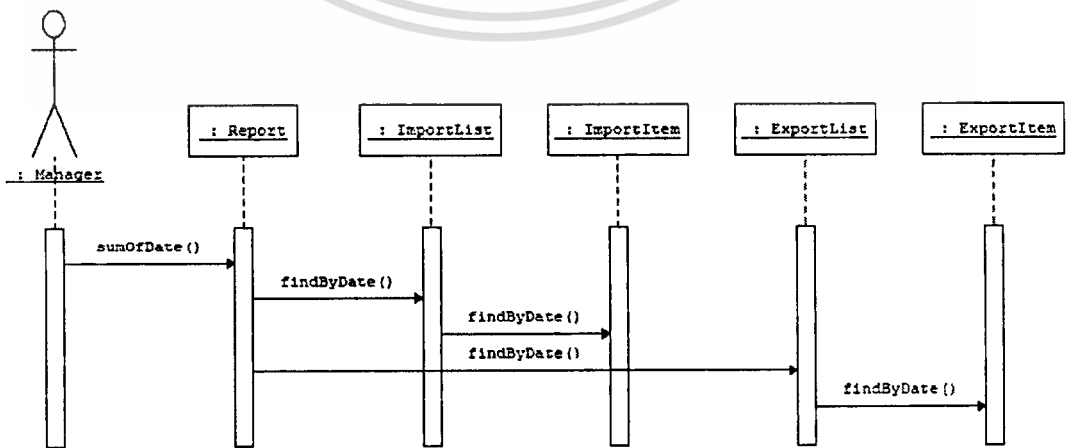 : Report
: ImportList
: ImportItem
: ExportList
: ExportItem
: Manager
sumOfDate()
findByDate()
findByDate()
findByDate()
findByDate()